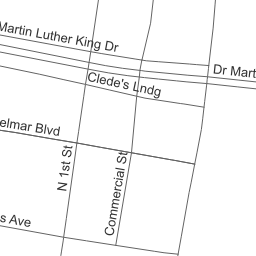 Martin Luther King Dr
Dr Mart
Clede's Lndg
elmar Blvd
N 1st St
Commercial St
s Ave